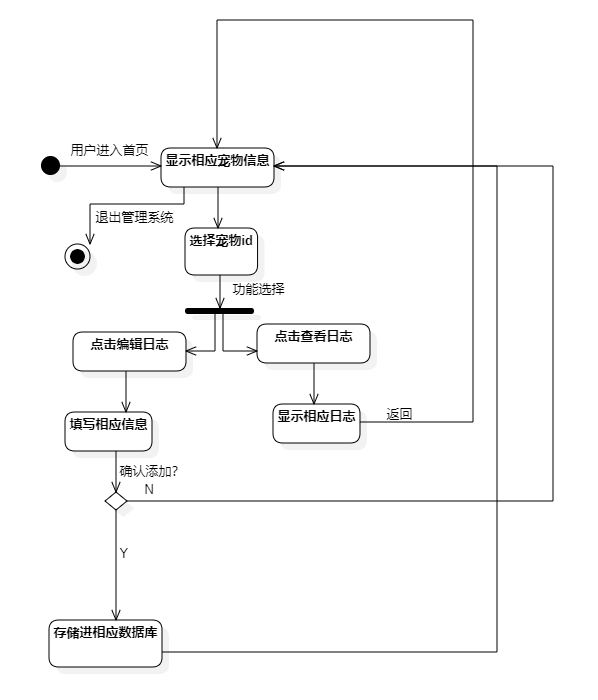 用户进入首页
显示相应宠物信息
退出管理系统
选择宠物id
功能选择
点击编辑日志
点击查看日志
填写相应信息
显示相应日志
返回
确认添加?
N
Y
存储进相应数据库